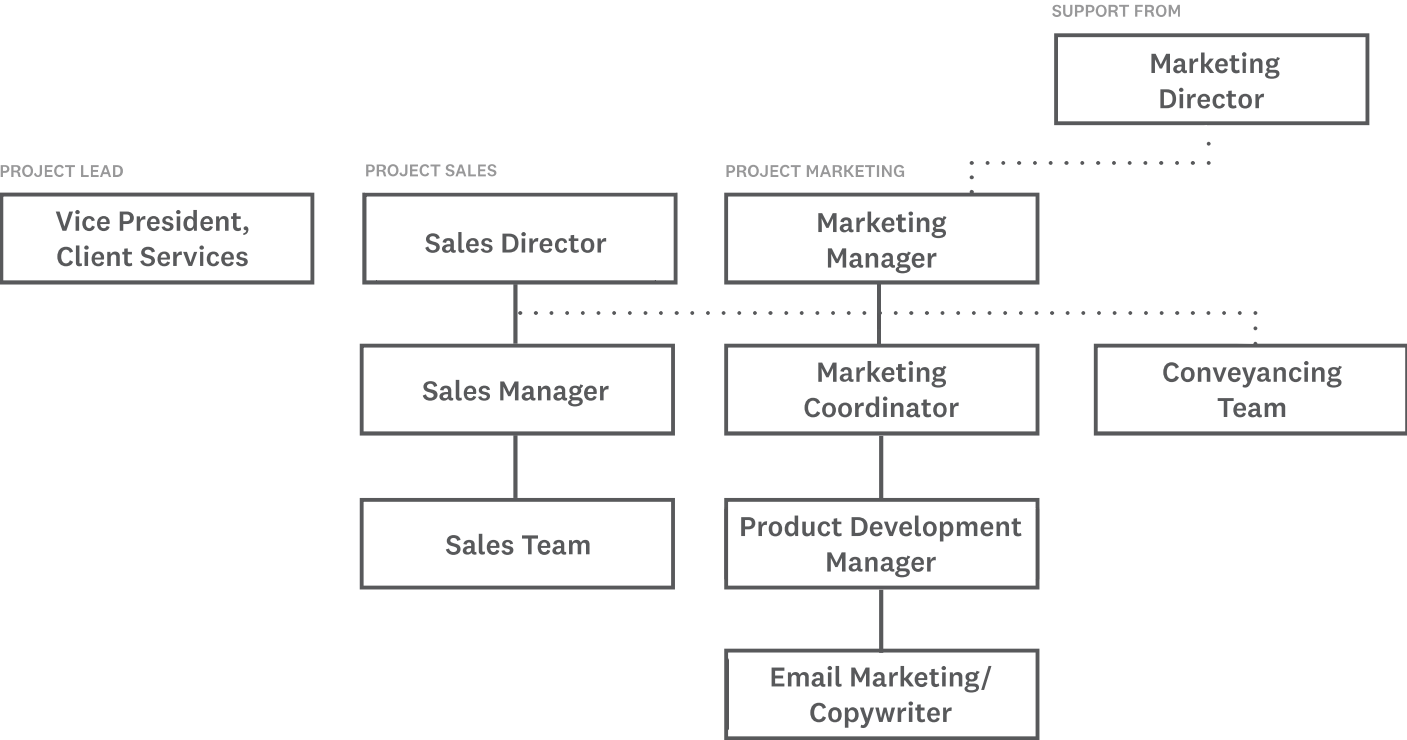 SUPPORT FROM
Marketing
Director
PROJECT LEAD
PROJECT SALES
PROJECT MARKETING
Vice President,
Client Services
Sales Director
Marketing
Manager
Sales Manager
Marketing
Coordinator
Conveyancing
Team
Sales Team
Product Development
Manager
Email Marketing/
Copywriter